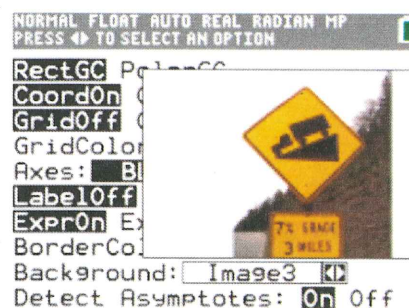 NORMAL FLOAT AUTO REAL RADIAN MP
PRESS ◀▶ TO SELECT AN OPTION
RectGC PolarGC
CoordOn
GridOff
GridColor
Axes:
LabelOff
ExprOn Ex
BorderCo
Background: Image3
Detect Asymptotes: On Off
7% GRADE
3 MILES